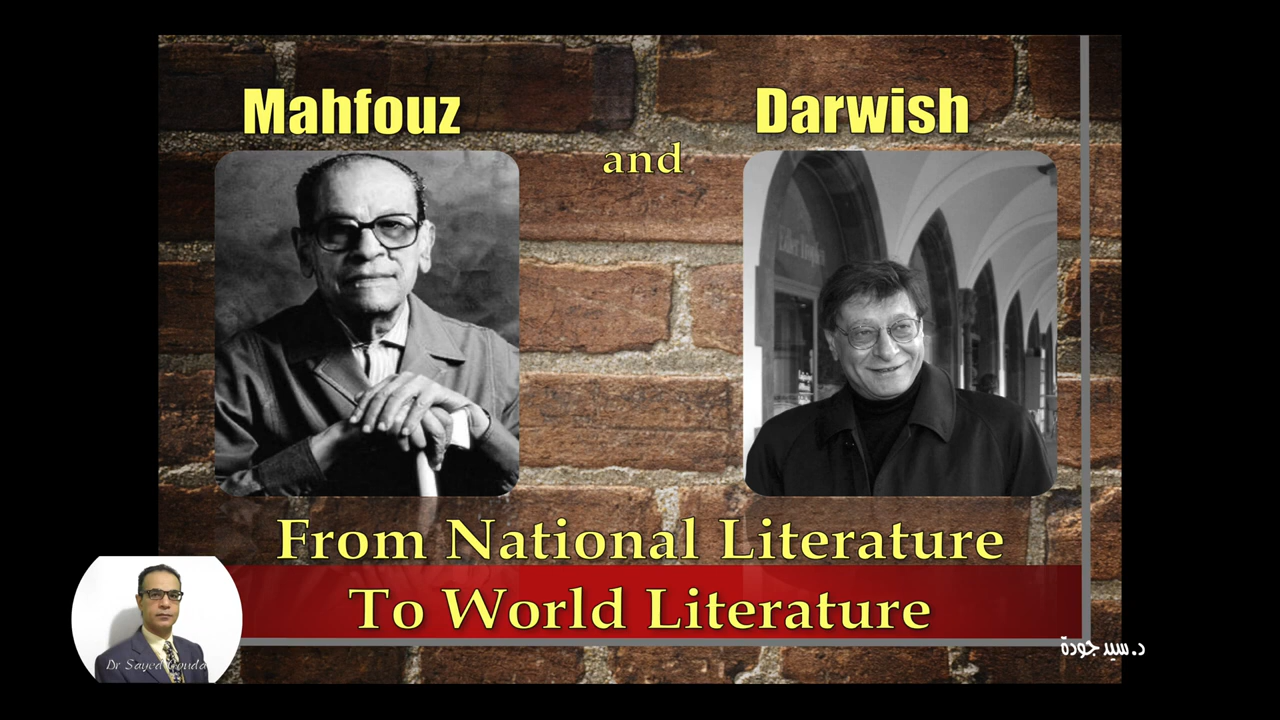 Mahfouz
and
Darwish
From National Literature
To World Literature
Dr Sayed Gouda
د. سيد جودة